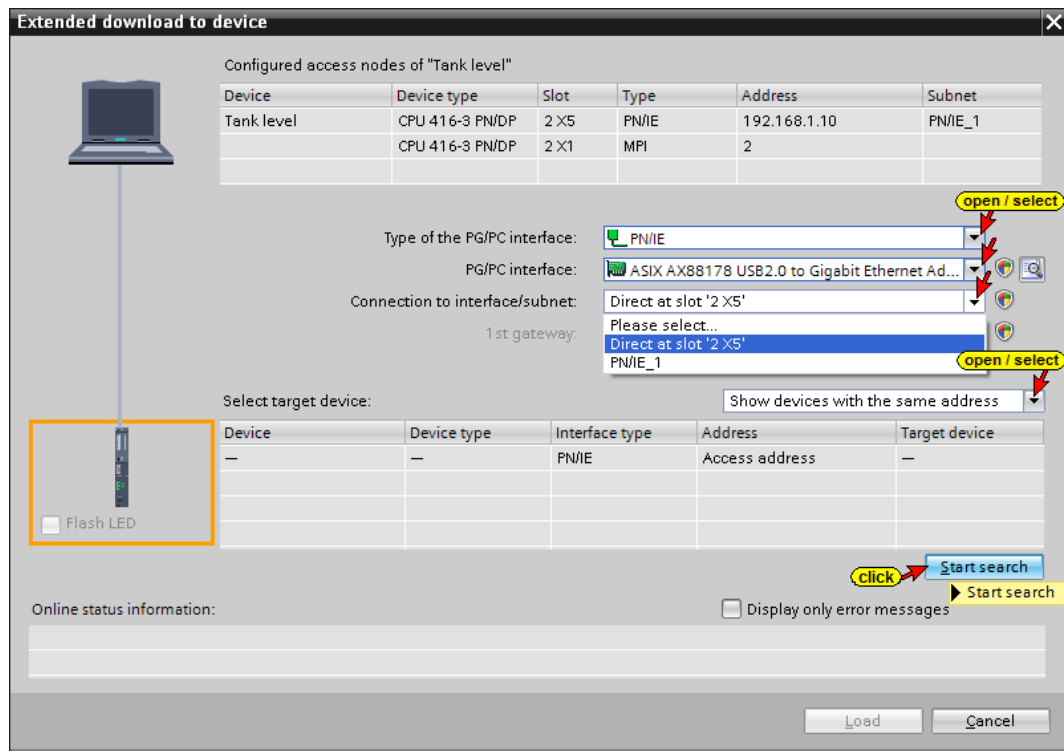 Extended download to device
Configured access nodes of "Tank level"
Device Device type Slot Type Address Subnet
Tank level CPU 416-3 PN/DP 2 X5 PN/IE 192.168.1.10 PN/IE_1
CPU 416-3 PN/DP 2 X1 MPI 2
open / select
Type of the PG/PC interface: PN/IE
PG/PC interface: ASIX AX88178 USB2.0 to Gigabit Ethernet Ad...
Connection to interface/subnet: Direct at slot '2 X5'
1st gateway: Please select...
Direct at slot '2 X5'
PN/IE_1
open / select
Select target device: Show devices with the same address
Device Device type Interface type Address Target device
— — PN/IE Access address —
Flash LED
Start search
click
Start search
Online status information: Display only error messages
Load Cancel